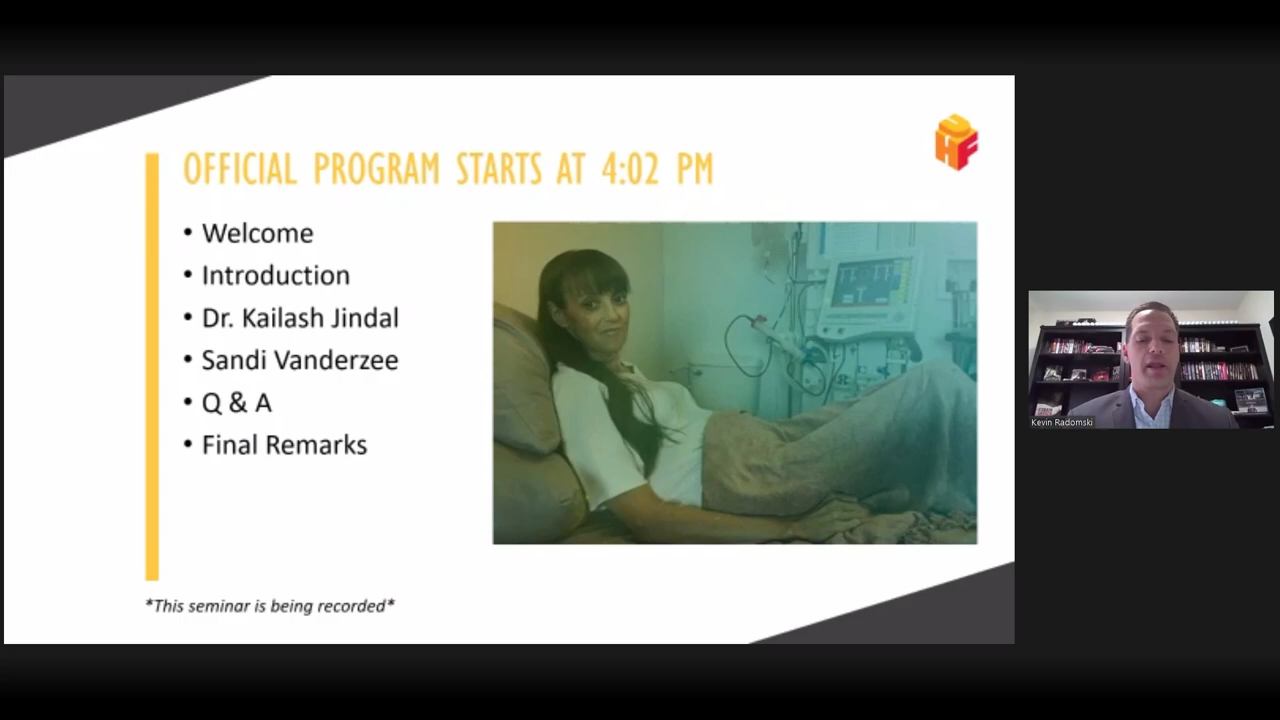 OFFICIAL PROGRAM STARTS AT 4:02 PM
• Welcome
• Introduction
• Dr. Kailash Jindal
• Sandi Vanderzee
• Q & A
• Final Remarks
*This seminar is being recorded*
Kevin Radomski